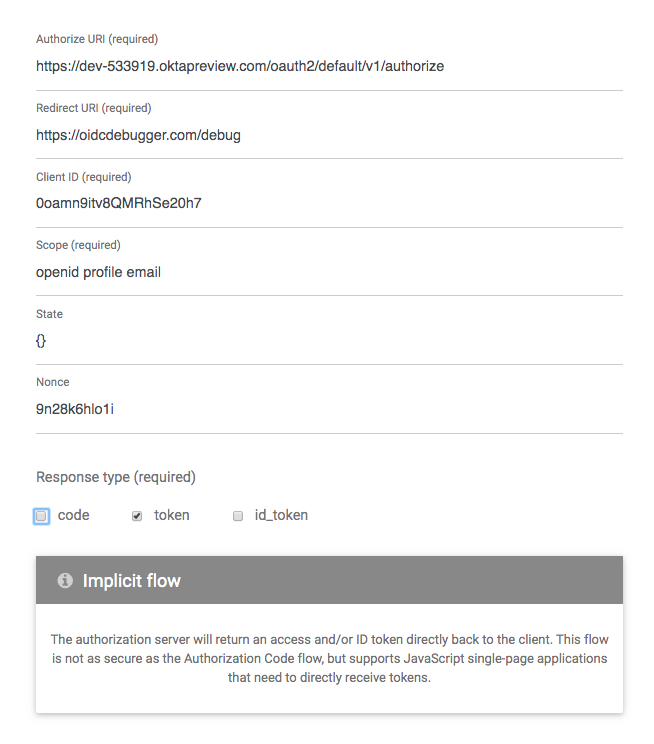 Authorize URI (required)
https://dev-533919.oktapreview.com/oauth2/default/v1/authorize
Redirect URI (required)
https://oidcdebugger.com/debug
Client ID (required)
0oamn9itv8QMRhSe20h7
Scope (required)
openid profile email
State
{}
Nonce
9n28k6hlo1i
Response type (required)
code token id_token
Implicit flow
The authorization server will return an access and/or ID token directly back to the client. This flow
is not as secure as the Authorization Code flow, but supports JavaScript single-page applications
that need to directly receive tokens.